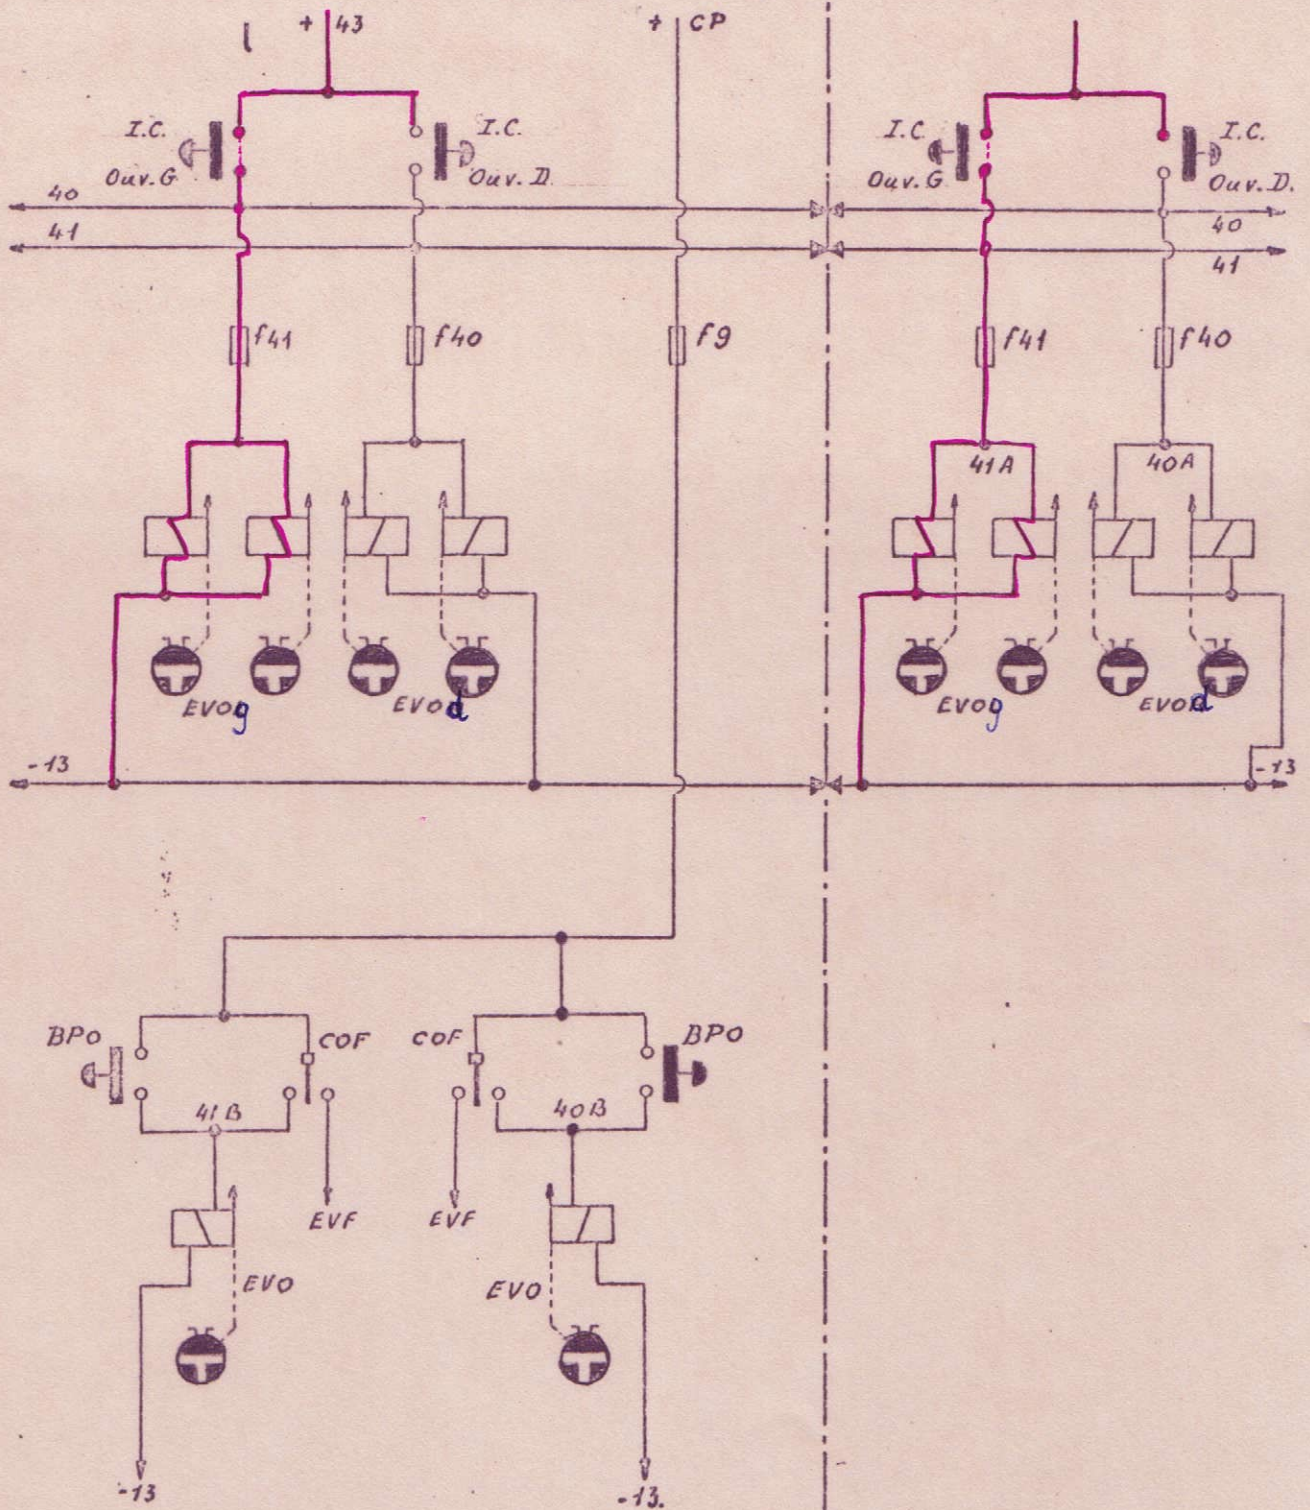 + 43
+ CP
I.C.
Ouv.G
I.C.
Ouv.D
I.C.
Ouv.G
I.C.
Ouv.D.
40
40
41
41
f41
f40
f9
f41
f40
41A
40A
EVOg
EVOd
EVOg
EVOd
-13
-13
BPO
COF
COF
BPO
41B
40B
EVF
EVF
EVO
EVO
-13
-13.